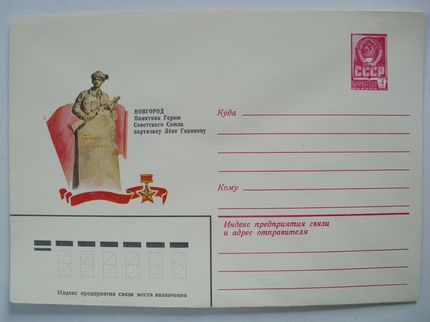 НОВГОРОД
Памятник Герою
Советского Союза
партизану Лёне Голикову
СССР
4
Куда
Кому
Индекс предприятия связи
и адрес отправителя
Индекс предприятия связи места назначения